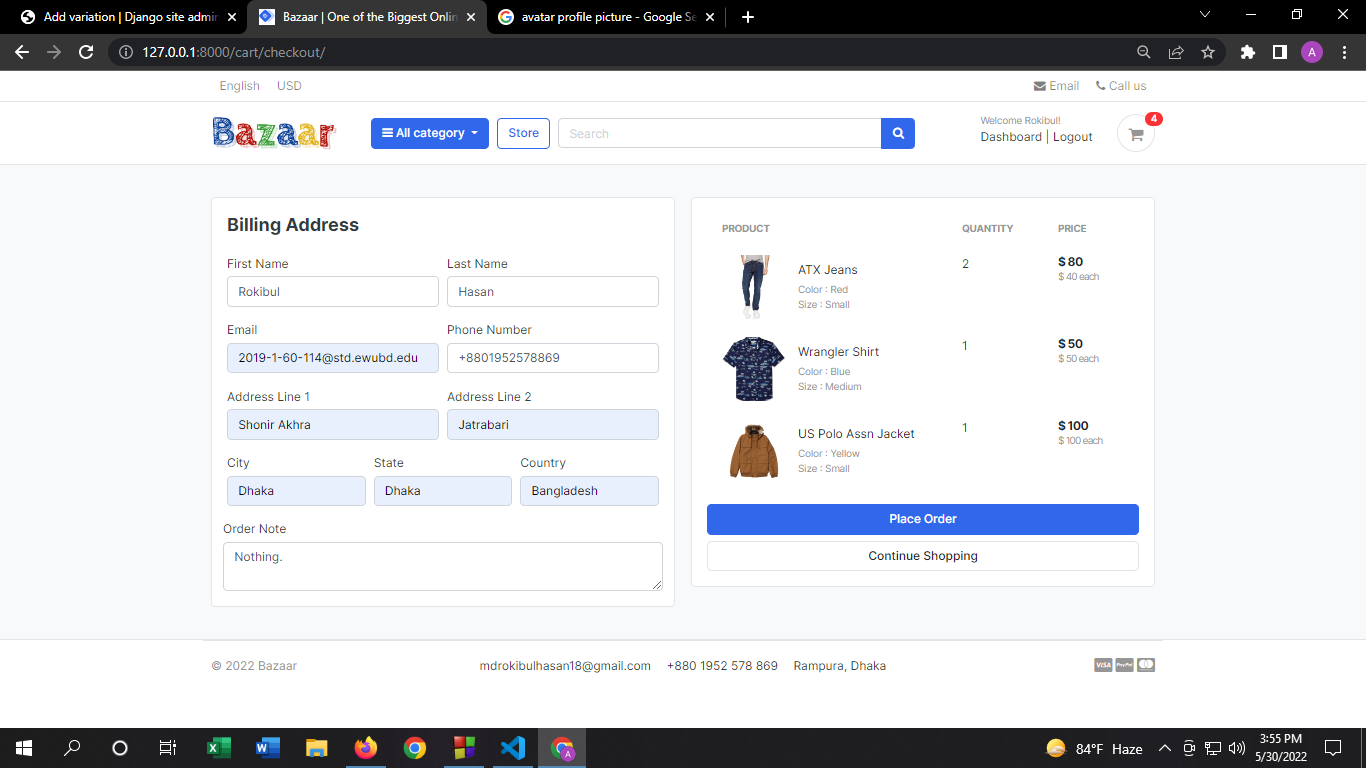 Add variation | Django site admin
Bazaar | One of the Biggest Onlin
avatar profile picture - Google Se
127.0.0.1:8000/cart/checkout/
A
English USD
Email Call us
Bazaar
All category
Store
Search
Welcome Rokibul!
Dashboard | Logout
4
Billing Address
First Name Last Name
Rokibul Hasan
Email Phone Number
2019-1-60-114@std.ewubd.edu +8801952578869
Address Line 1 Address Line 2
Shonir Akhra Jatrabari
City State Country
Dhaka Dhaka Bangladesh
Order Note
Nothing.
PRODUCT QUANTITY PRICE
ATX Jeans 2 $ 80
$ 40 each
Color : Red
Size : Small
Wrangler Shirt 1 $ 50
$ 50 each
Color : Blue
Size : Medium
US Polo Assn Jacket 1 $ 100
$ 100 each
Color : Yellow
Size : Small
Place Order
Continue Shopping
© 2022 Bazaar mdrokibulhasan18@gmail.com +880 1952 578 869 Rampura, Dhaka
VISA PayPal
A
84°F Haze
3:55 PM
5/30/2022